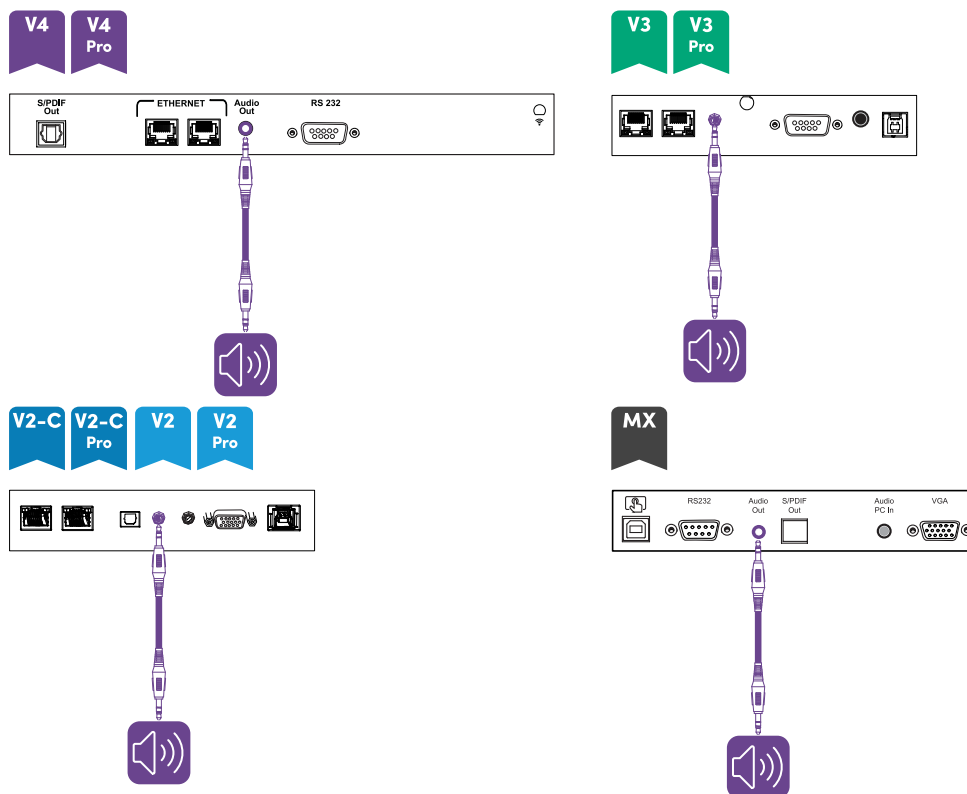 V4
V4
Pro
S/PDIF
Out
ETHERNET
Audio
Out
RS 232
V3
V3
Pro
V2-C
V2-C
Pro
V2
V2
Pro
MX
RS232
Audio
Out
S/PDIF
Out
Audio
PC In
VGA